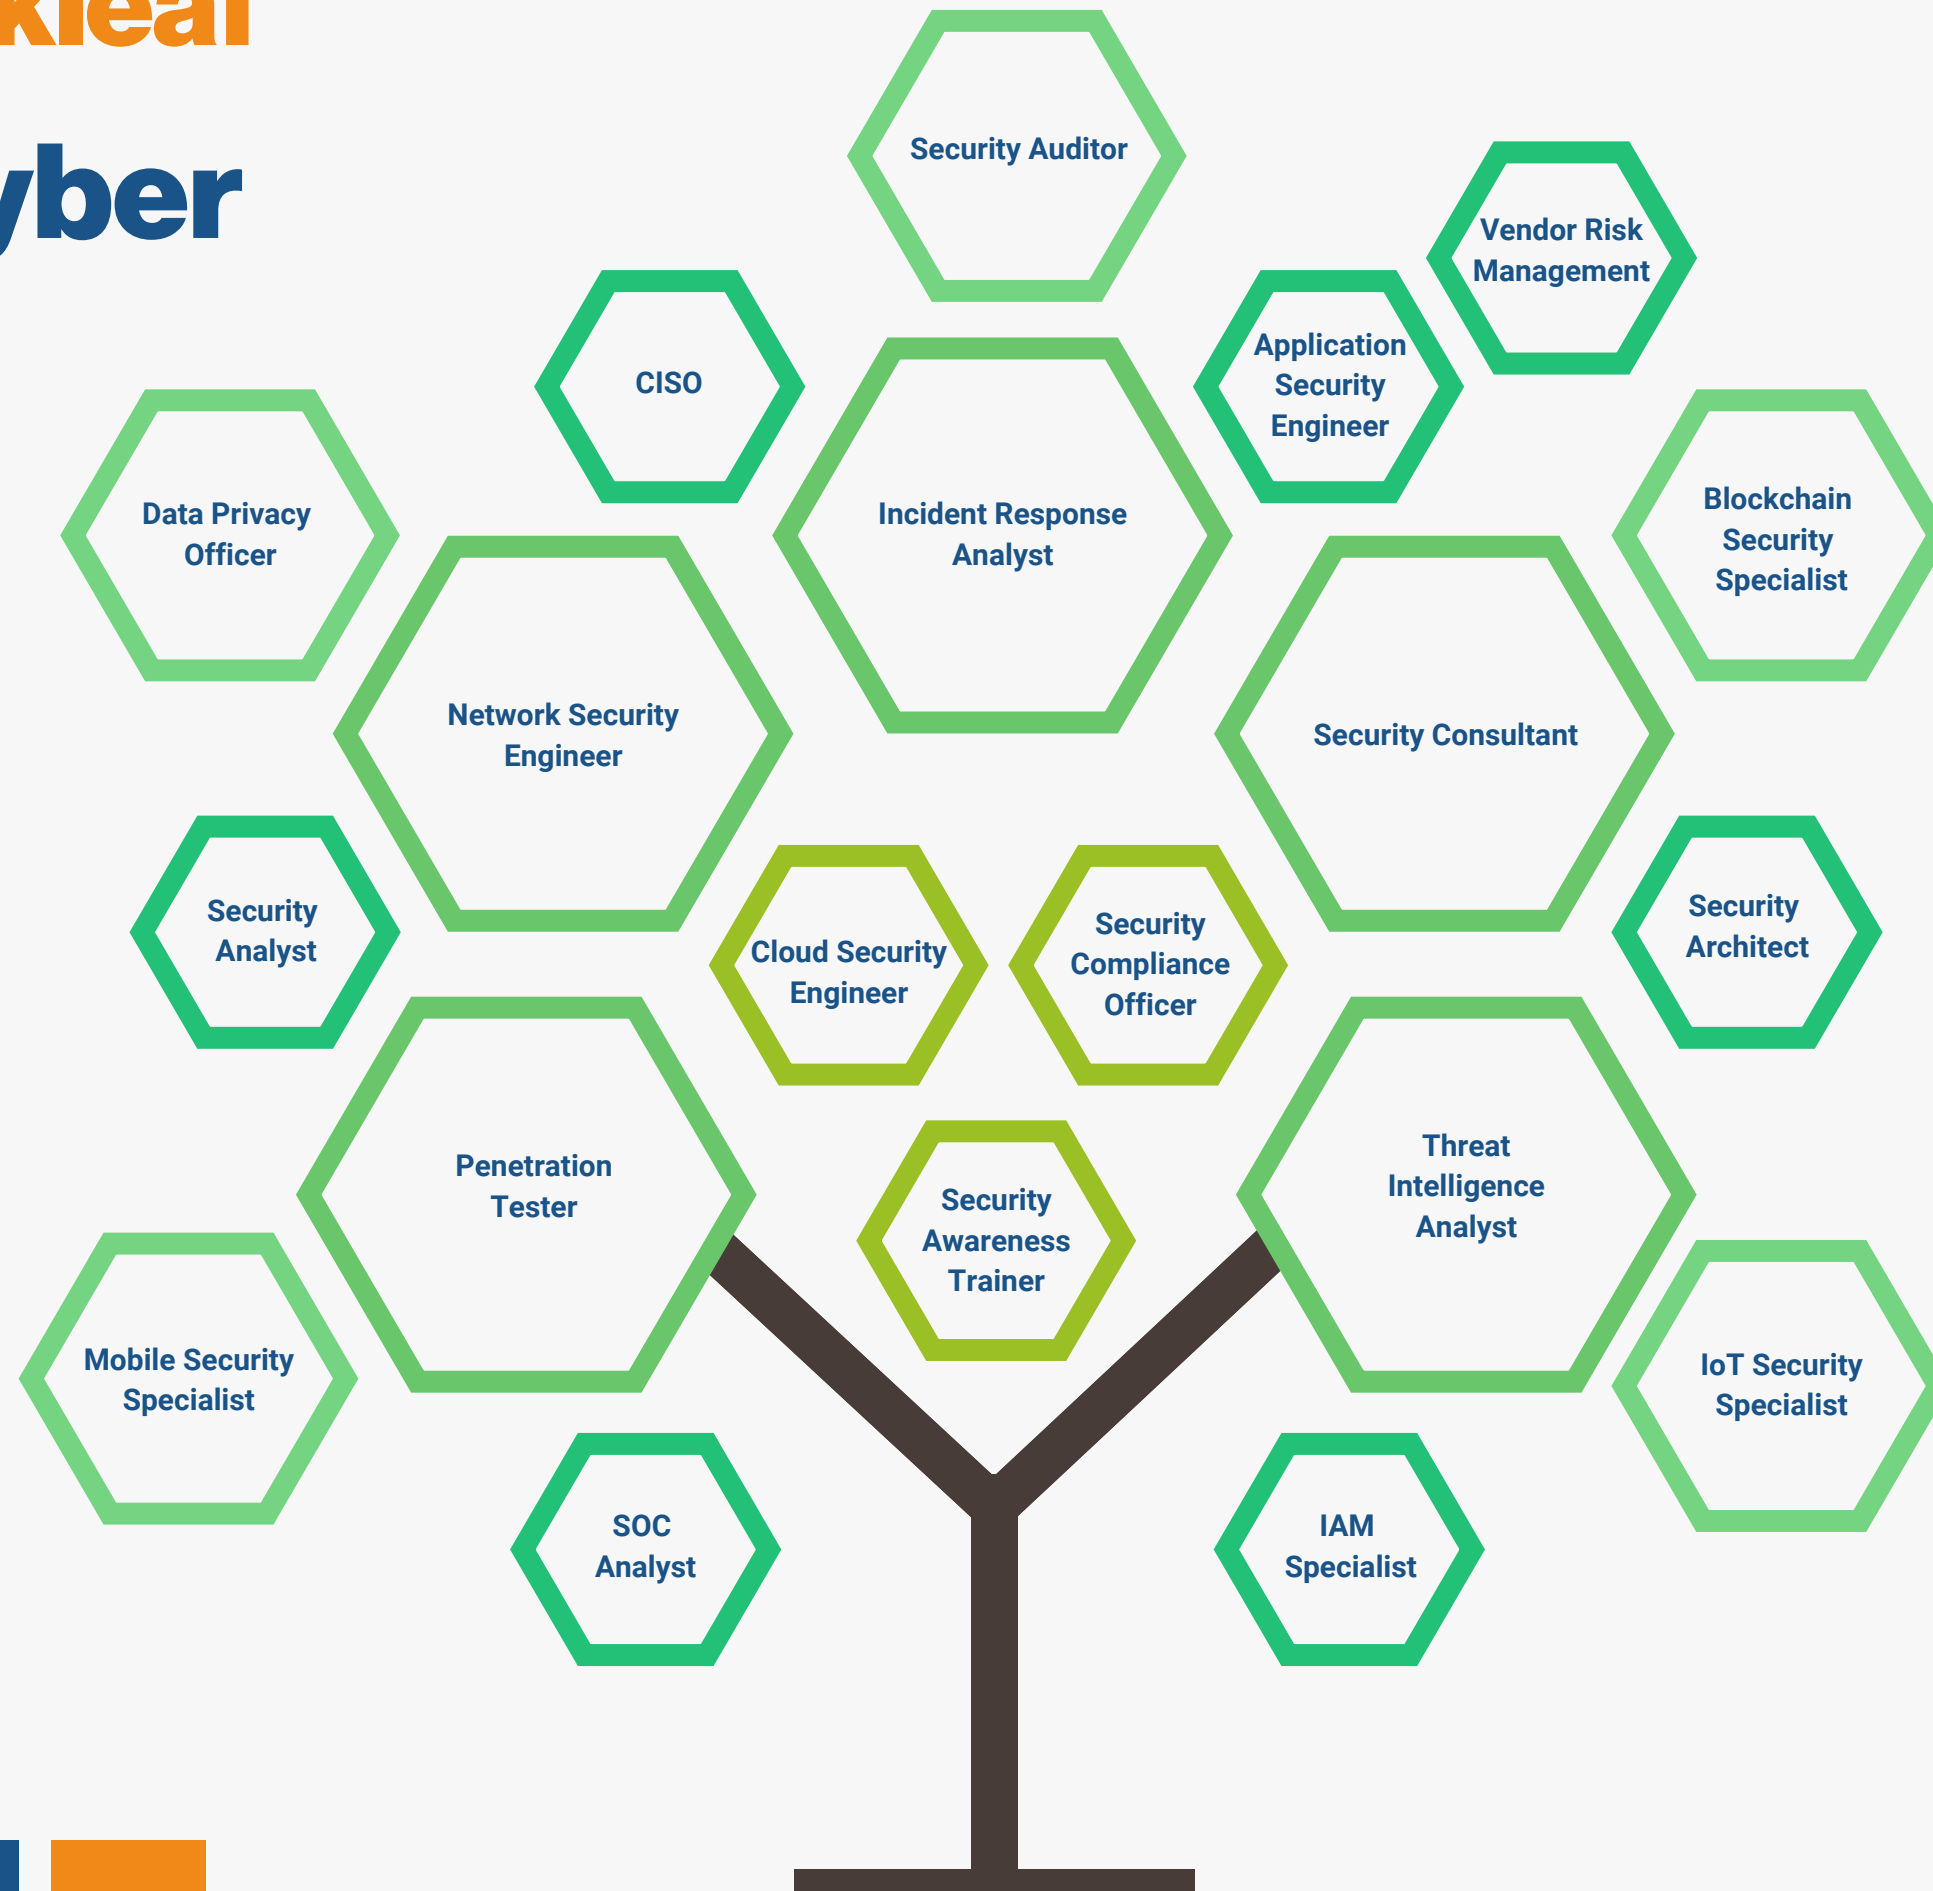 Security Auditor
Vendor Risk
Management
CISO
Application
Security
Engineer
Data Privacy
Officer
Incident Response
Analyst
Blockchain
Security
Specialist
Network Security
Engineer
Security Consultant
Security
Analyst
Cloud Security
Engineer
Security
Compliance
Officer
Security
Architect
Penetration
Tester
Security
Awareness
Trainer
Threat
Intelligence
Analyst
Mobile Security
Specialist
IoT Security
Specialist
SOC
Analyst
IAM
Specialist